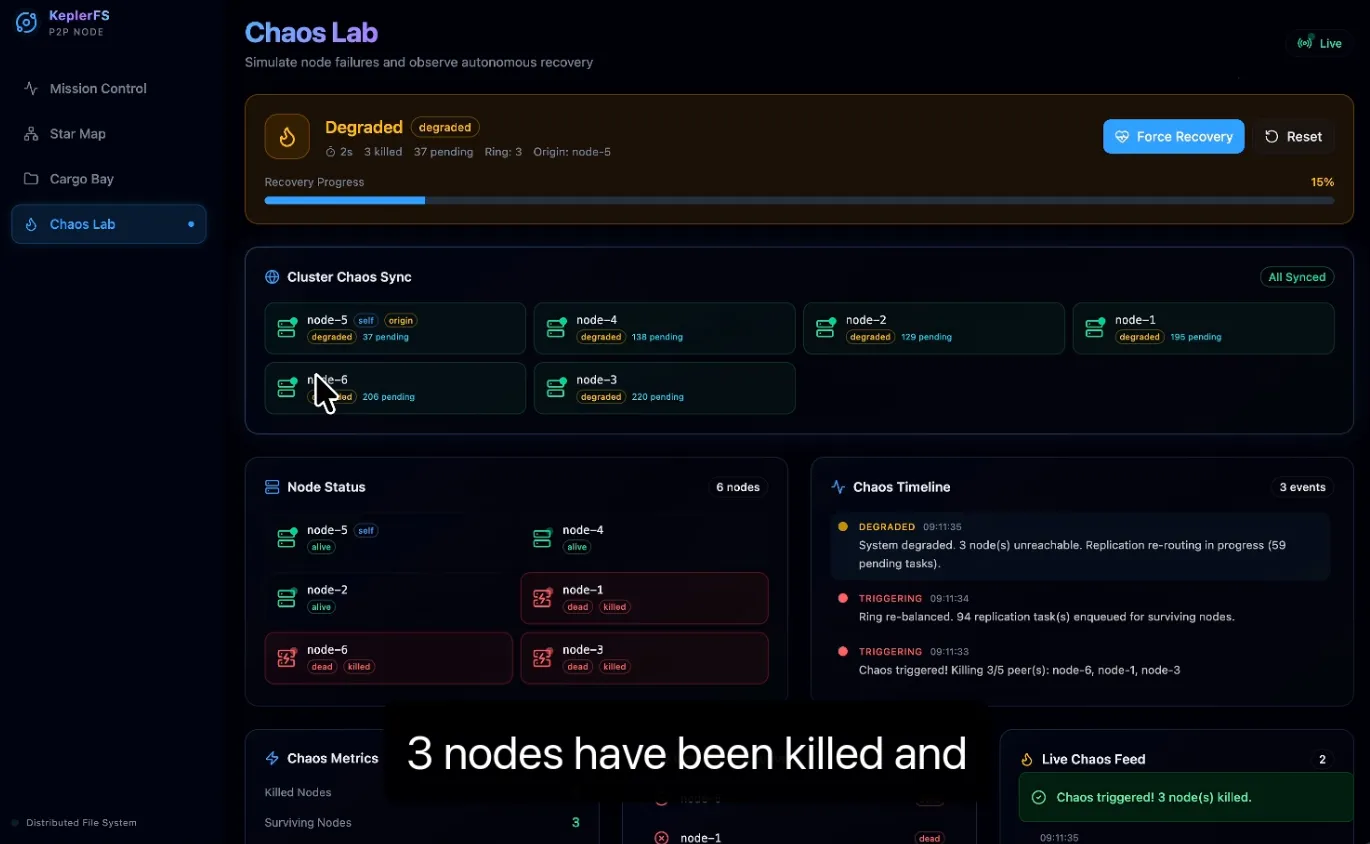 KeplerFS
P2P NODE
Mission Control
Star Map
Cargo Bay
Chaos Lab
Distributed File System
Chaos Lab
Simulate node failures and observe autonomous recovery
Live
Degraded degraded
2s 3 killed 37 pending Ring: 3 Origin: node-5
Force Recovery
Reset
Recovery Progress
15%
Cluster Chaos Sync
All Synced
node-5 self origin
degraded 37 pending
node-4
degraded 138 pending
node-2
degraded 129 pending
node-1
degraded 195 pending
node-6
206 pending
node-3
degraded 220 pending
Node Status
6 nodes
node-5 self
alive
node-4
alive
node-2
alive
node-1
dead killed
node-6
dead killed
node-3
dead killed
Chaos Timeline
3 events
DEGRADED 09:11:35
System degraded. 3 node(s) unreachable. Replication re-routing in progress (59
pending tasks).
TRIGGERING 09:11:34
Ring re-balanced. 94 replication task(s) enqueued for surviving nodes.
TRIGGERING 09:11:33
Chaos triggered! Killing 3/5 peer(s): node-6, node-1, node-3
Chaos Metrics
Killed Nodes
Surviving Nodes 3
3 nodes have been killed and
node-1 dead
Live Chaos Feed
2
Chaos triggered! 3 node(s) killed.
09:11:35